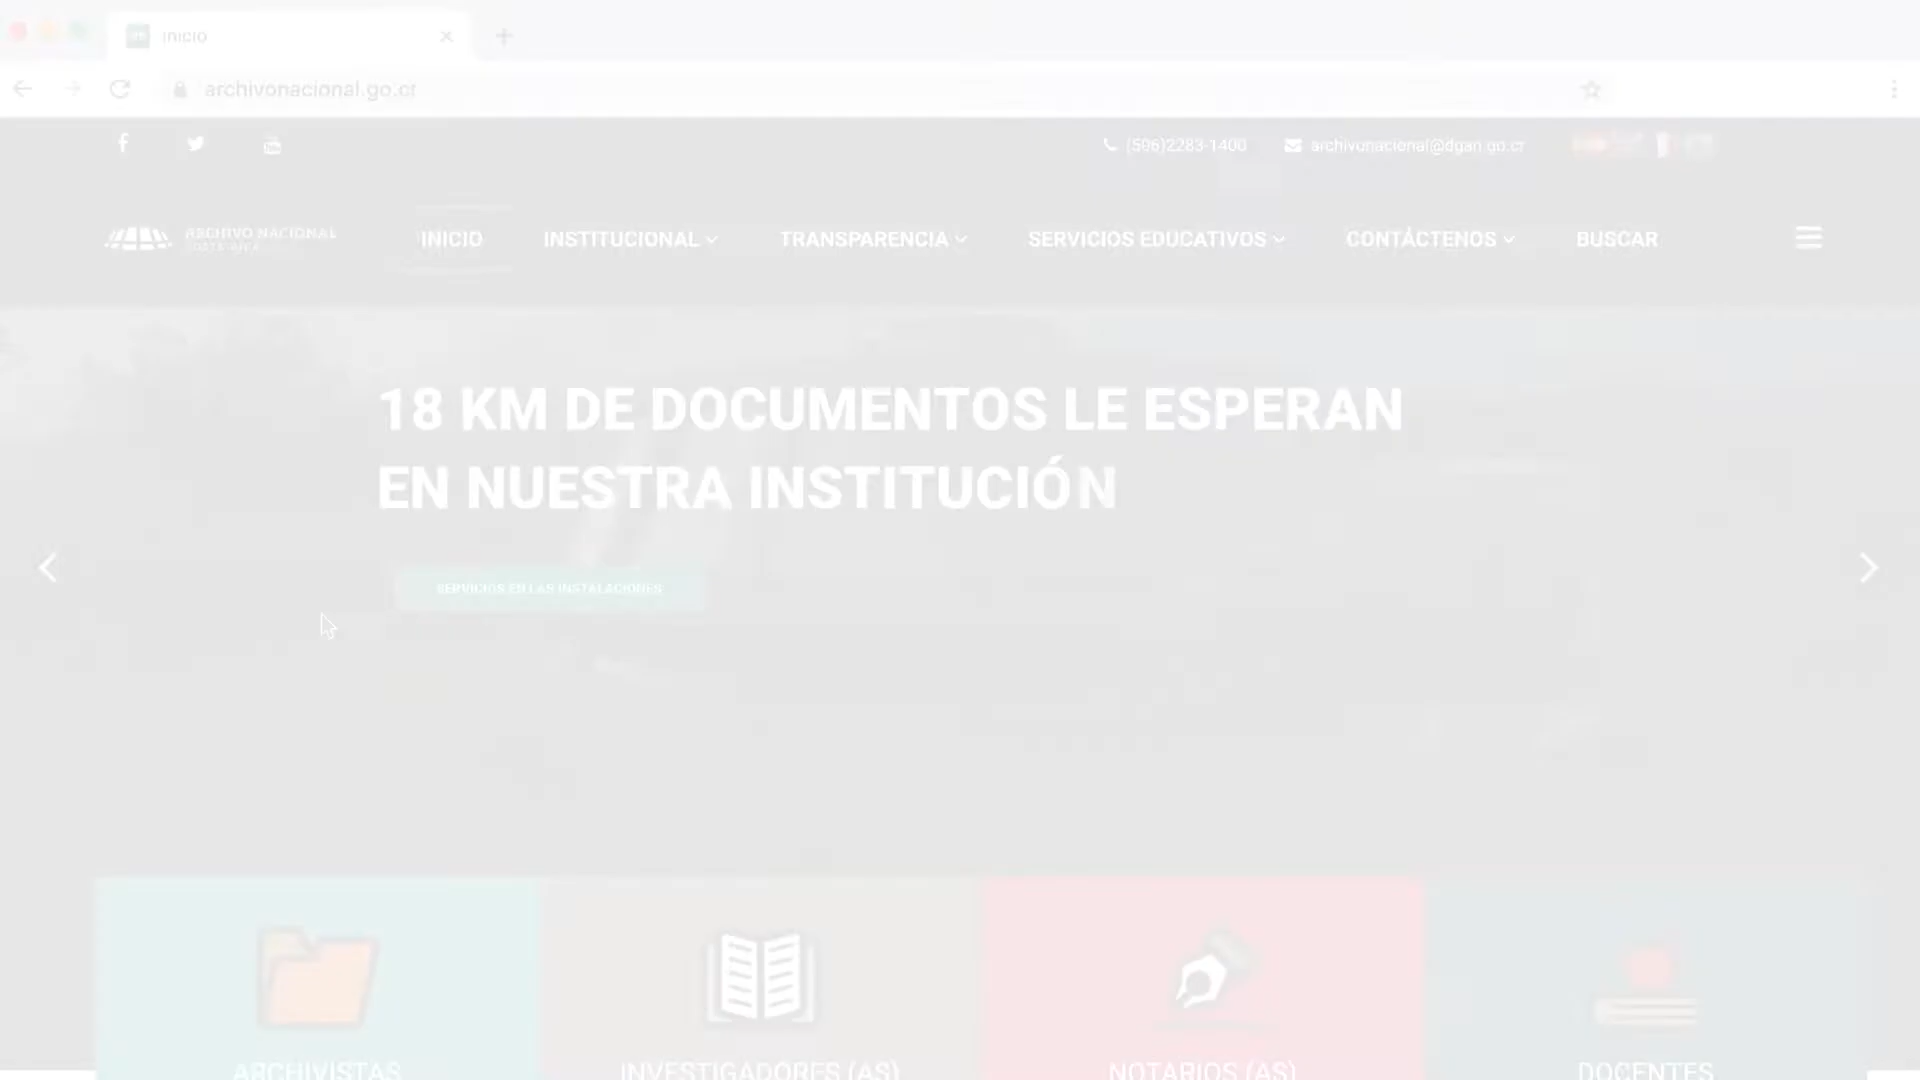 inicio
archivonacional.go.cr
(506)2283-1400
archivonacional@dgan.go.cr
ARCHIVO NACIONAL
INICIO
INSTITUCIONAL
TRANSPARENCIA
SERVICIOS EDUCATIVOS
CONTÁCTENOS
BUSCAR
18 KM DE DOCUMENTOS LE ESPERAN
EN NUESTRA INSTITUCIÓN
SERVICIOS EN LAS INSTALACIONES
ARCHIVISTAS
INVESTIGADORES (AS)
NOTARIOS (AS)
DOCENTES